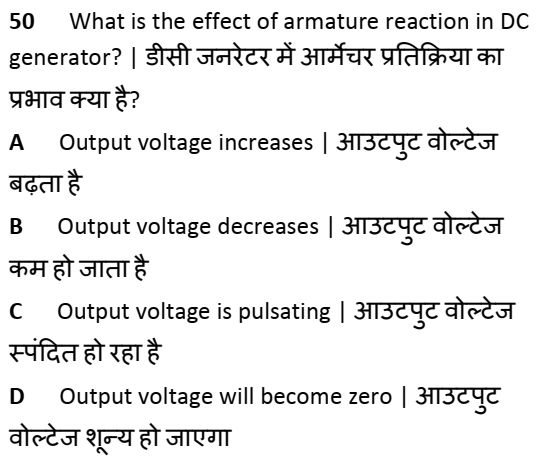 50 What is the effect of armature reaction in DC
generator? | डीसी जनरेटर में आर्मेचर प्रतिक्रिया का
प्रभाव क्या है?
A Output voltage increases | आउटपुट वोल्टेज
बढ़ता है
B Output voltage decreases | आउटपुट वोल्टेज
कम हो जाता है
C Output voltage is pulsating | आउटपुट वोल्टेज
स्पंदित हो रहा है
D Output voltage will become zero | आउटपुट
वोल्टेज शून्य हो जाएगा